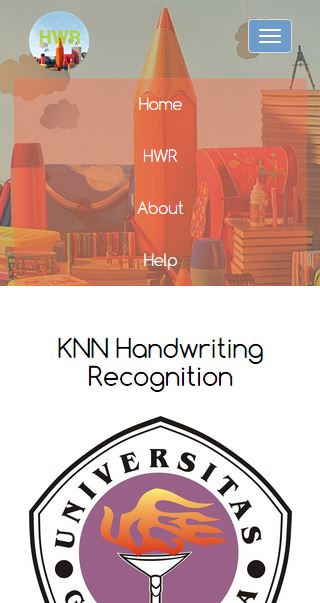 HWR
Home
HWR
About
Help
KNN Handwriting
Recognition
UNIVERSITAS
G
A